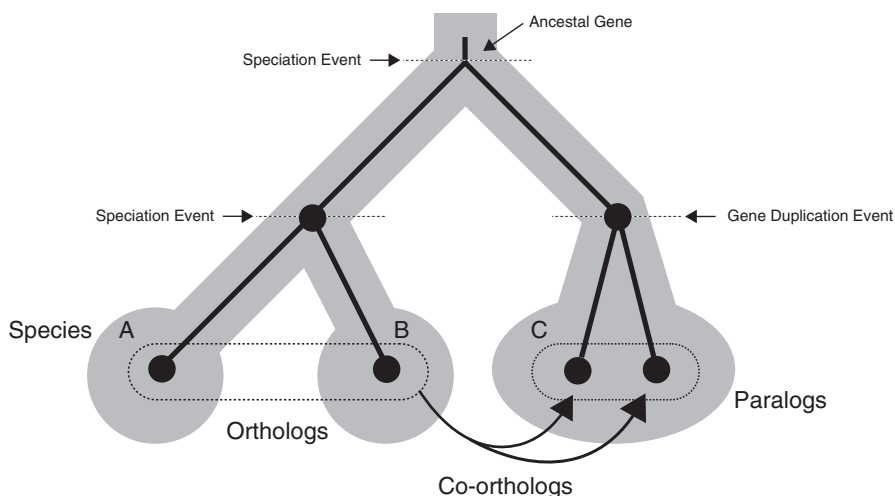 Ancestal Gene
Speciation Event
Speciation Event
Gene Duplication Event
Species
A
B
C
Orthologs
Paralogs
Co-orthologs